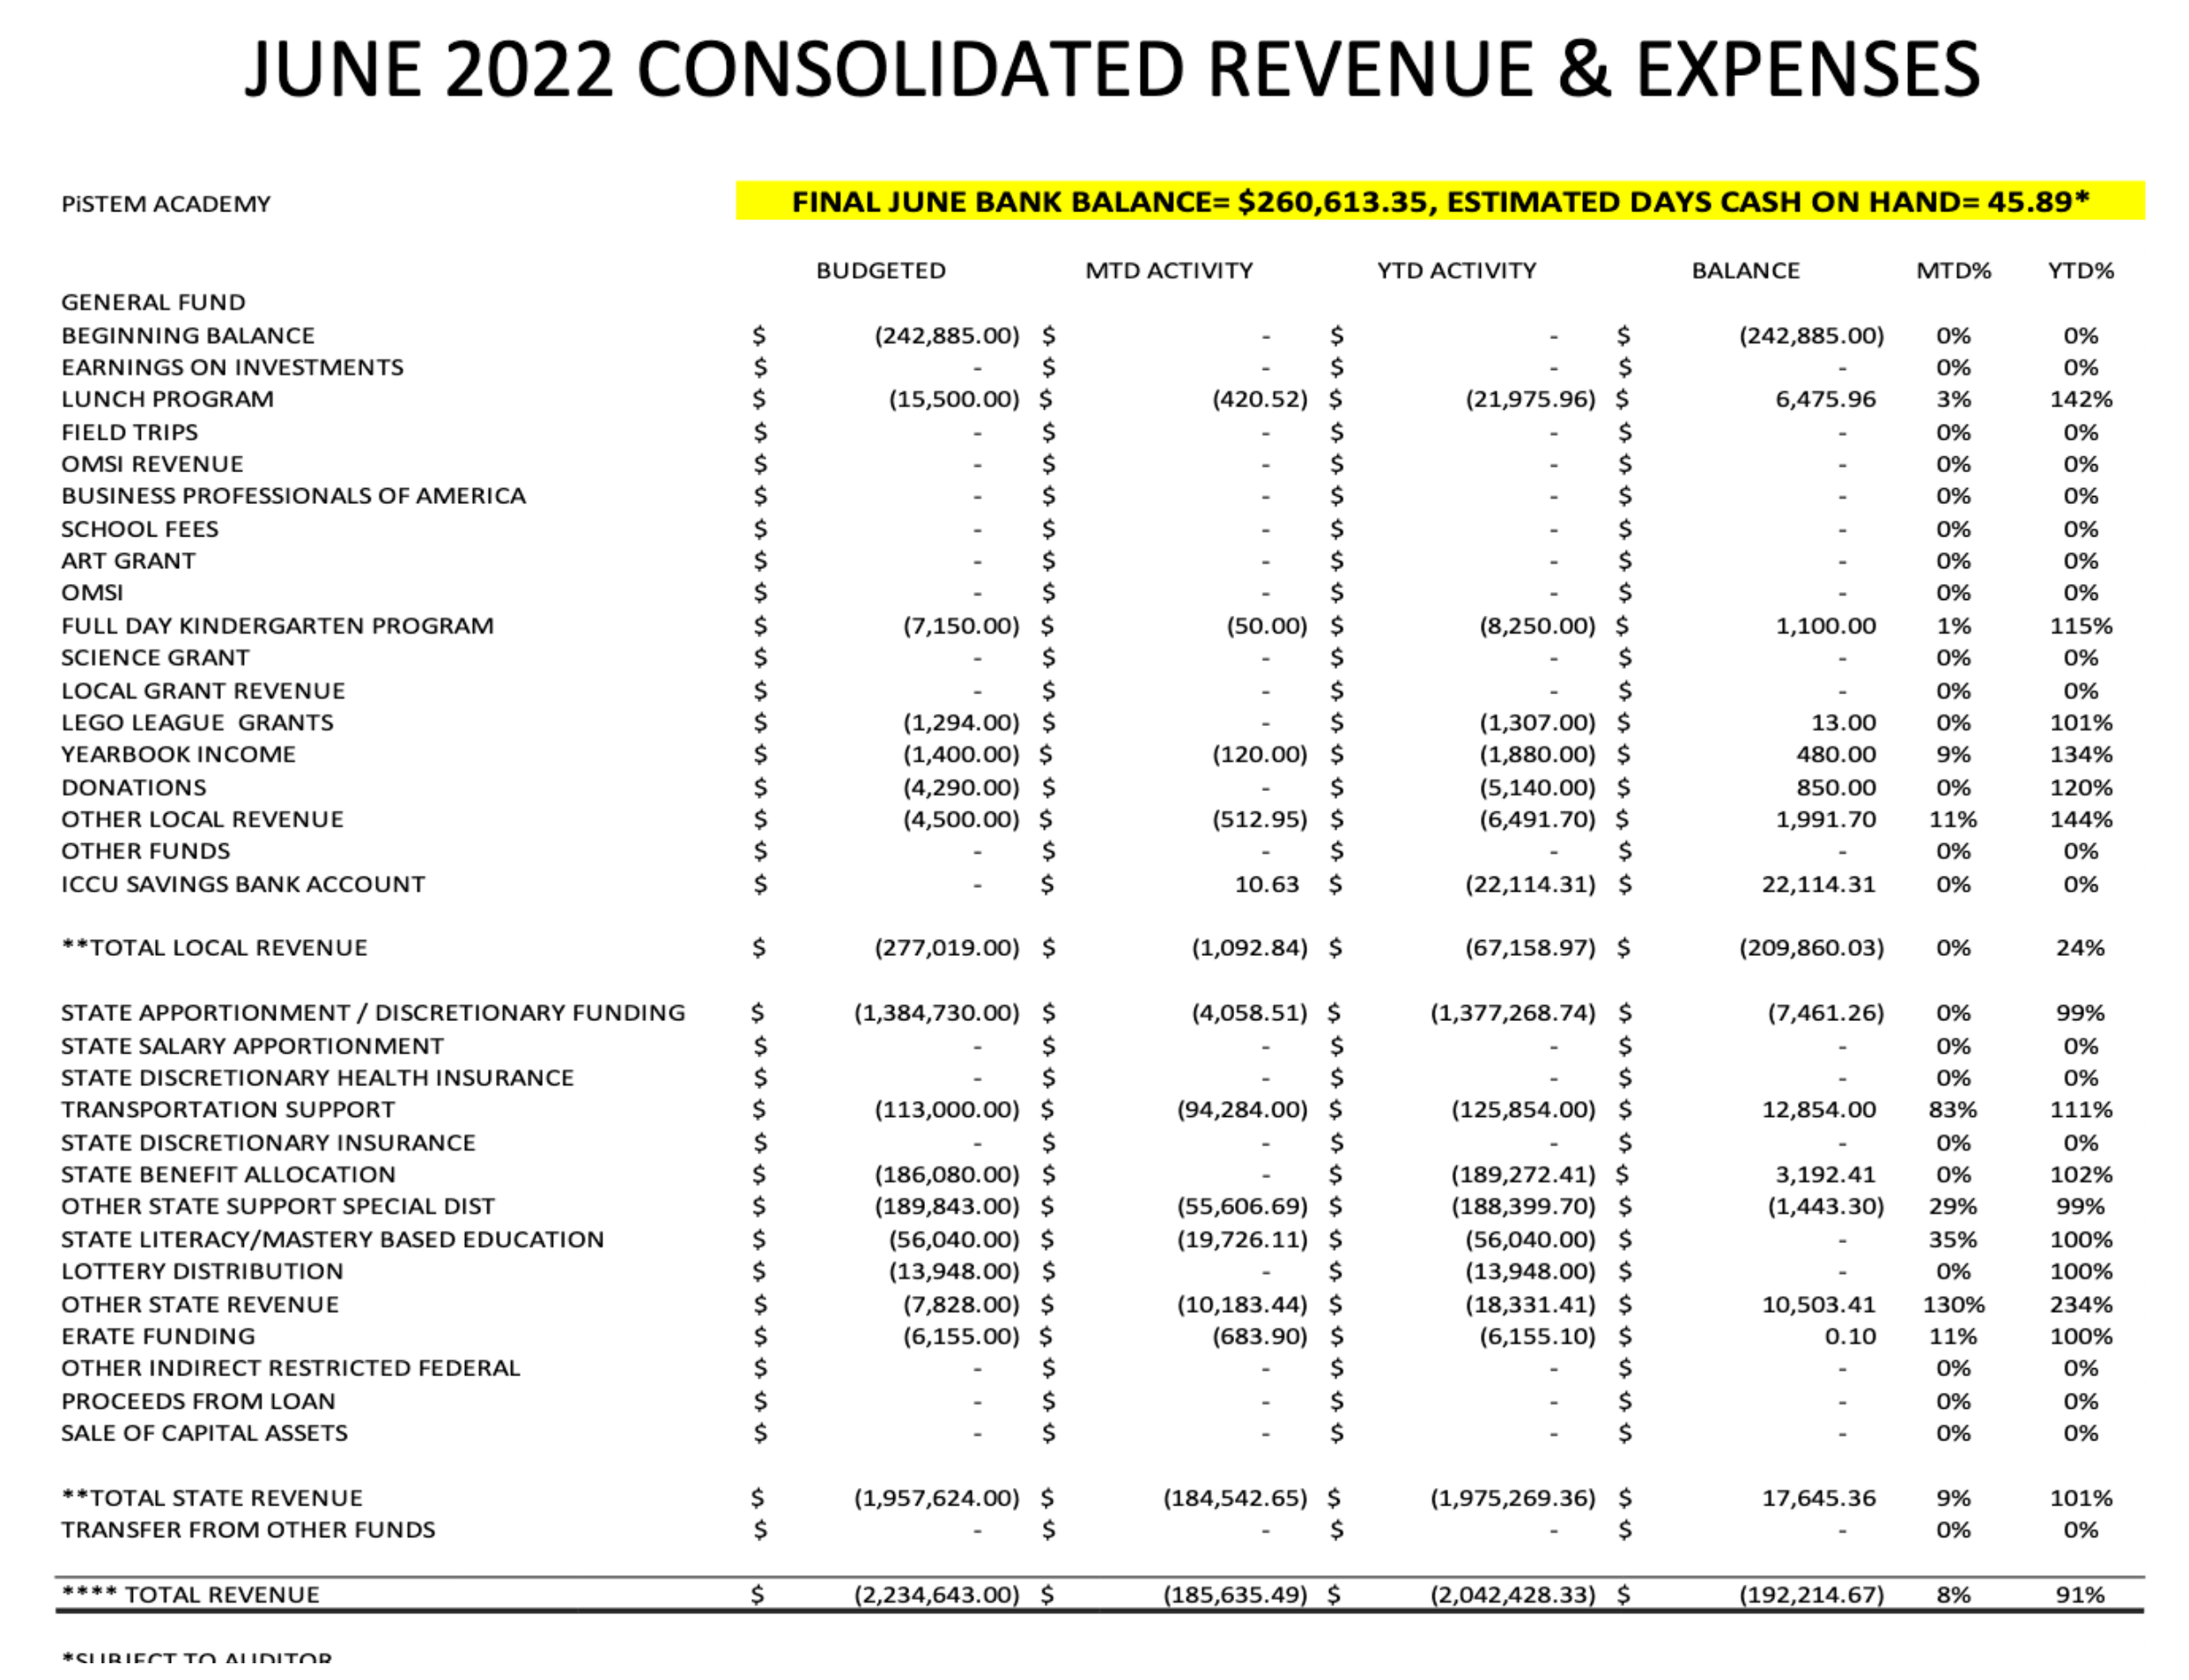 JUNE 2022 CONSOLIDATED REVENUE & EXPENSES
PiSTEM ACADEMY FINAL JUNE BANK BALANCE= $260,613.35, ESTIMATED DAYS CASH ON HAND= 45.89*
BUDGETED MTD ACTIVITY YTD ACTIVITY BALANCE MTD% YTD%
GENERAL FUND
BEGINNING BALANCE $ (242,885.00) $ - $ - $ (242,885.00) 0% 0%
EARNINGS ON INVESTMENTS $ - $ - $ - $ - 0% 0%
LUNCH PROGRAM $ (15,500.00) $ (420.52) $ (21,975.96) $ 6,475.96 3% 142%
FIELD TRIPS $ - $ - $ - $ - 0% 0%
OMSI REVENUE $ - $ - $ - $ - 0% 0%
BUSINESS PROFESSIONALS OF AMERICA $ - $ - $ - $ - 0% 0%
SCHOOL FEES $ - $ - $ - $ - 0% 0%
ART GRANT $ - $ - $ - $ - 0% 0%
OMSI $ - $ - $ - $ - 0% 0%
FULL DAY KINDERGARTEN PROGRAM $ (7,150.00) $ (50.00) $ (8,250.00) $ 1,100.00 1% 115%
SCIENCE GRANT $ - $ - $ - $ - 0% 0%
LOCAL GRANT REVENUE $ - $ - $ - $ - 0% 0%
LEGO LEAGUE GRANTS $ (1,294.00) $ - $ (1,307.00) $ 13.00 0% 101%
YEARBOOK INCOME $ (1,400.00) $ (120.00) $ (1,880.00) $ 480.00 9% 134%
DONATIONS $ (4,290.00) $ - $ (5,140.00) $ 850.00 0% 120%
OTHER LOCAL REVENUE $ (4,500.00) $ (512.95) $ (6,491.70) $ 1,991.70 11% 144%
OTHER FUNDS $ - $ - $ - $ - 0% 0%
ICCU SAVINGS BANK ACCOUNT $ - $ 10.63 $ (22,114.31) $ 22,114.31 0% 0%
**TOTAL LOCAL REVENUE $ (277,019.00) $ (1,092.84) $ (67,158.97) $ (209,860.03) 0% 24%
STATE APPORTIONMENT / DISCRETIONARY FUNDING $ (1,384,730.00) $ (4,058.51) $ (1,377,268.74) $ (7,461.26) 0% 99%
STATE SALARY APPORTIONMENT $ - $ - $ - $ - 0% 0%
STATE DISCRETIONARY HEALTH INSURANCE $ - $ - $ - $ - 0% 0%
TRANSPORTATION SUPPORT $ (113,000.00) $ (94,284.00) $ (125,854.00) $ 12,854.00 83% 111%
STATE DISCRETIONARY INSURANCE $ - $ - $ - $ - 0% 0%
STATE BENEFIT ALLOCATION $ (186,080.00) $ - $ (189,272.41) $ 3,192.41 0% 102%
OTHER STATE SUPPORT SPECIAL DIST $ (189,843.00) $ (55,606.69) $ (188,399.70) $ (1,443.30) 29% 99%
STATE LITERACY/MASTERY BASED EDUCATION $ (56,040.00) $ (19,726.11) $ (56,040.00) $ - 35% 100%
LOTTERY DISTRIBUTION $ (13,948.00) $ - $ (13,948.00) $ - 0% 100%
OTHER STATE REVENUE $ (7,828.00) $ (10,183.44) $ (18,331.41) $ 10,503.41 130% 234%
ERATE FUNDING $ (6,155.00) $ (683.90) $ (6,155.10) $ 0.10 11% 100%
OTHER INDIRECT RESTRICTED FEDERAL $ - $ - $ - $ - 0% 0%
PROCEEDS FROM LOAN $ - $ - $ - $ - 0% 0%
SALE OF CAPITAL ASSETS $ - $ - $ - $ - 0% 0%
**TOTAL STATE REVENUE $ (1,957,624.00) $ (184,542.65) $ (1,975,269.36) $ 17,645.36 9% 101%
TRANSFER FROM OTHER FUNDS $ - $ - $ - $ - 0% 0%
**** TOTAL REVENUE $ (2,234,643.00) $ (185,635.49) $ (2,042,428.33) $ (192,214.67) 8% 91%
*SUBJECT TO AUDITOR